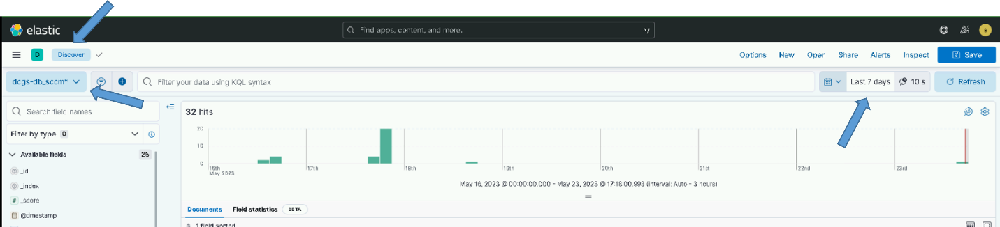 elastic
Find apps, content, and more.
^/
s
D
Discover
Options New Open Share Alerts Inspect Save
dcgs-db_sccm*
Filter your data using KQL syntax
Last 7 days
10 s
Refresh
Search field names
Filter by type 0
Available fields 25
_id
_index
_score
@timestamp
32 hits
20
10
0
16th
May 2023
17th
18th
19th
20th
21st
22nd
23rd
May 16, 2023 @ 00:00:00.000 - May 23, 2023 @ 17:18:00.993 (interval: Auto - 3 hours)
Documents Field statistics BETA
1 field sorted